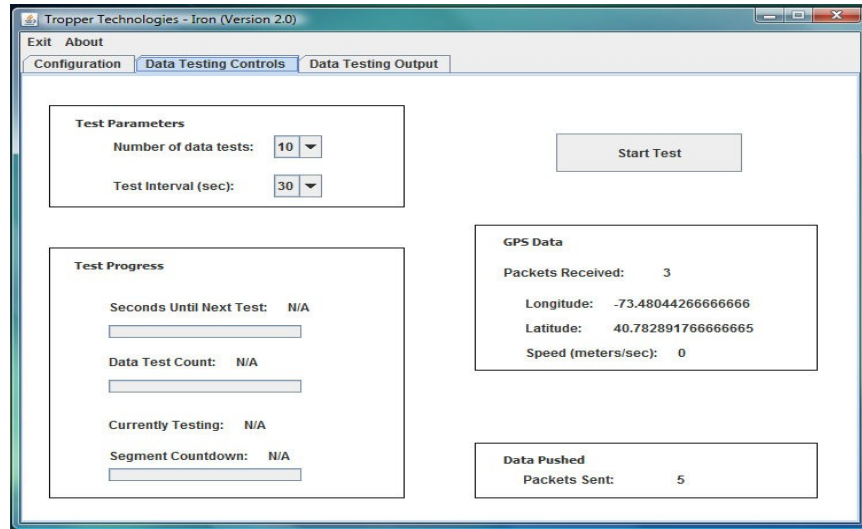 Tropper Technologies - Iron (Version 2.0)
Exit About
Configuration Data Testing Controls Data Testing Output
Test Parameters
Number of data tests: 10
Test Interval (sec): 30
Start Test
Test Progress
Seconds Until Next Test: N/A
Data Test Count: N/A
Currently Testing: N/A
Segment Countdown: N/A
GPS Data
Packets Received: 3
Longitude: -73.48044266666666
Latitude: 40.782891766666665
Speed (meters/sec): 0
Data Pushed
Packets Sent: 5